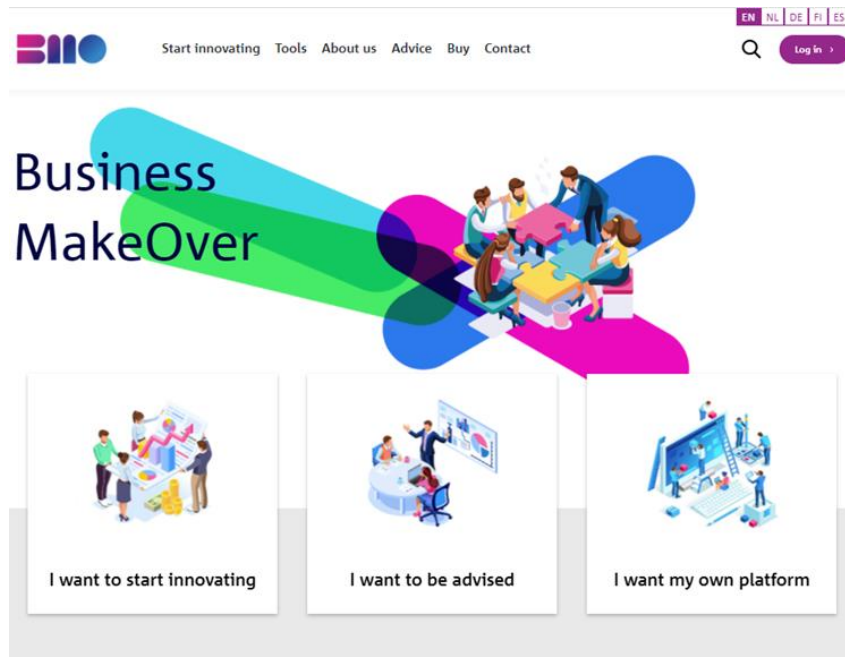 EN NL DE FI ES
BMO Start innovating Tools About us Advice Buy Contact Log in ›
Business
MakeOver
I want to start innovating I want to be advised I want my own platform